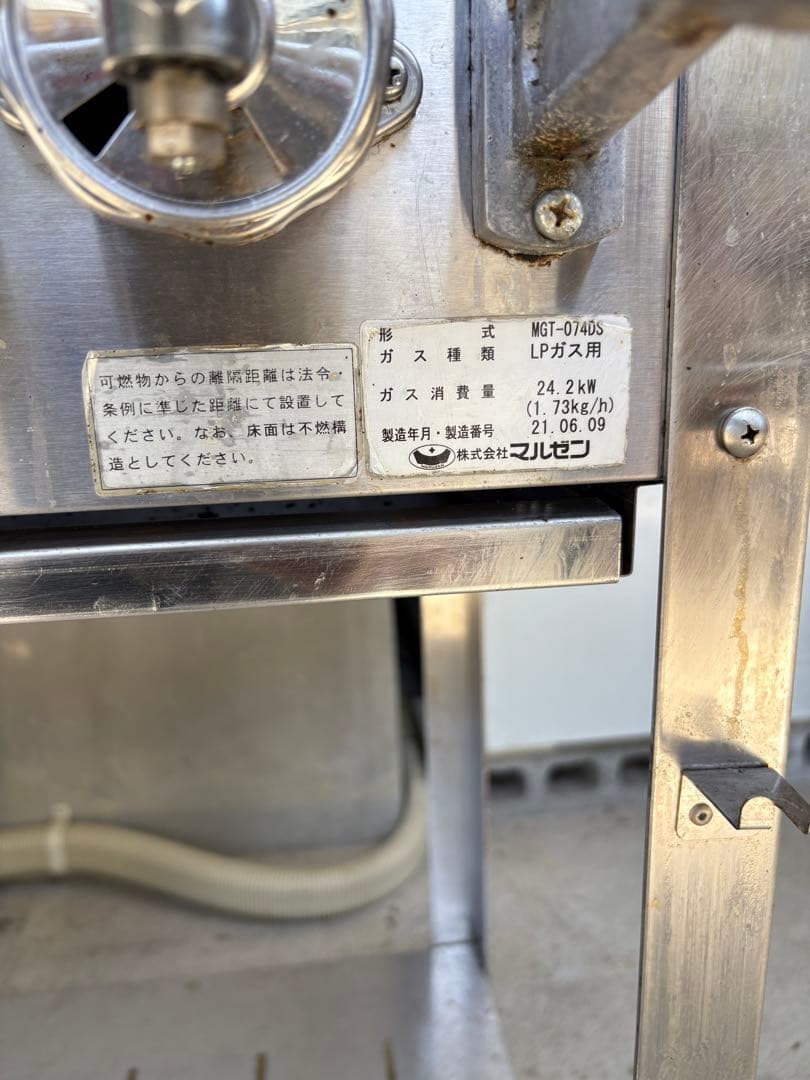 可燃物からの離隔距離は法令・
条例に準じた距離にて設置して
ください。なお、床面は不燃構
造としてください。
形式 MGT-074DS
ガス種類 LPガス用
ガス消費量 24.2kW
(1.73kg/h)
製造年月・製造番号 21.06.09
株式会社マルゼン